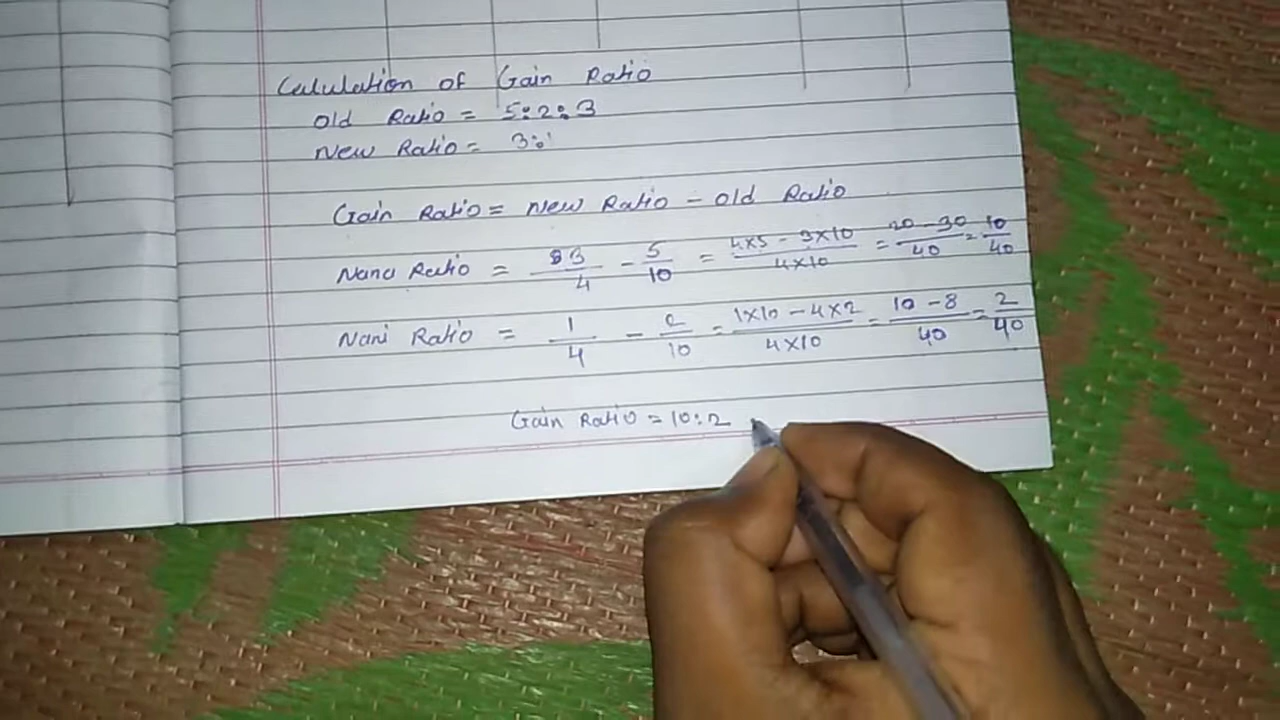 Calulation of Gain Ratio
Old Ratio = 5:2:3
New Ratio = 3:1
Gain Ratio = New Ratio - Old Ratio
Nana Ratio = 3/4 - 5/10 = 4x5 - 3x10/4x10 = 20-30/40 = 10/40
Nani Ratio = 1/4 - 2/10 = 1x10 - 4x2/4x10 = 10-8/40 = 2/40
Gain Ratio = 10:2